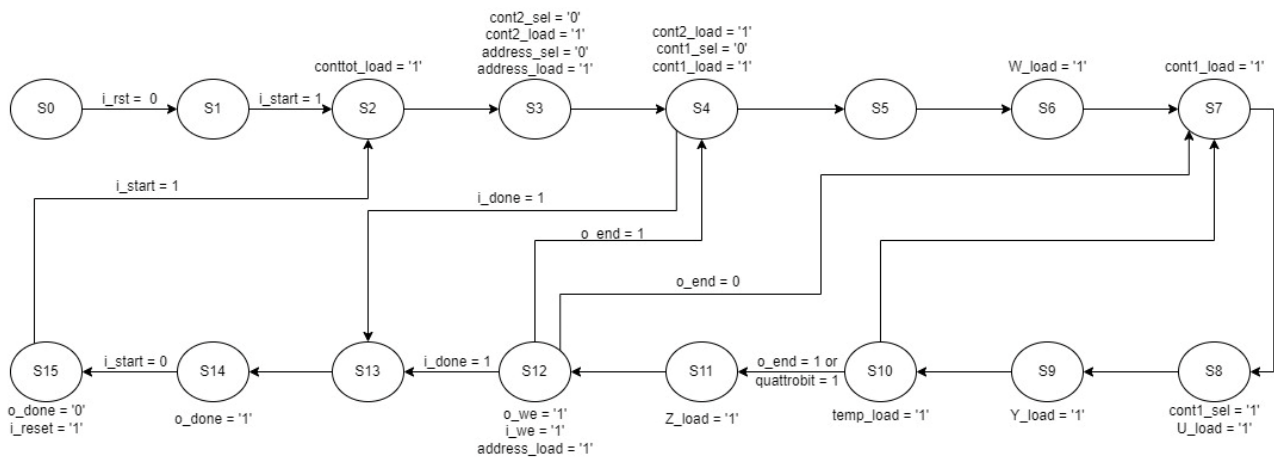 cont2_sel = '0'
cont2_load = '1'
address_sel = '0'
address_load = '1'
cont2_load = '1'
cont1_sel = '0'
cont1_load = '1'
conttot_load = '1'
W_load = '1'
cont1_load = '1'
S0
i_rst = 0
S1
i_start = 1
S2
S3
S4
S5
S6
S7
i_start = 1
i_done = 1
o_end = 1
o_end = 0
S15
i_start = 0
S14
S13
i_done = 1
S12
S11
o_end = 1 or
quattrobit = 1
S10
S9
S8
o_done = '0'
i_reset = '1'
o_done = '1'
o_we = '1'
i_we = '1'
address_load = '1'
Z_load = '1'
temp_load = '1'
Y_load = '1'
cont1_sel = '1'
U_load = '1'